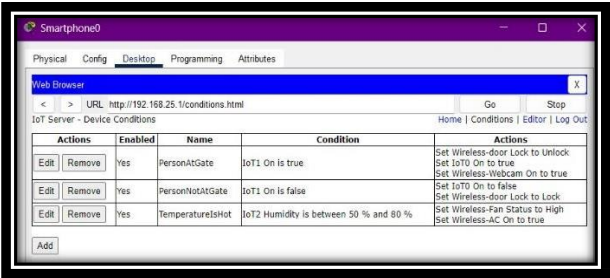 Smartphone0
Physical Config Desktop Programming Attributes
Web Browser X
< > URL http://192.168.25.1/conditions.html Go Stop
IoT Server - Device Conditions Home | Conditions | Editor | Log Out
Actions Enabled Name Condition Actions
Edit Remove Yes PersonAtGate IoT1 On is true Set Wireless-door Lock to Unlock
Set IoT0 On to true
Set Wireless-Webcam On to true
Edit Remove Yes PersonNotAtGate IoT1 On is false Set IoT0 On to false
Set Wireless-door Lock to Lock
Edit Remove Yes TemperatureIsHot IoT2 Humidity is between 50 % and 80 % Set Wireless-Fan Status to High
Set Wireless-AC On to true
Add